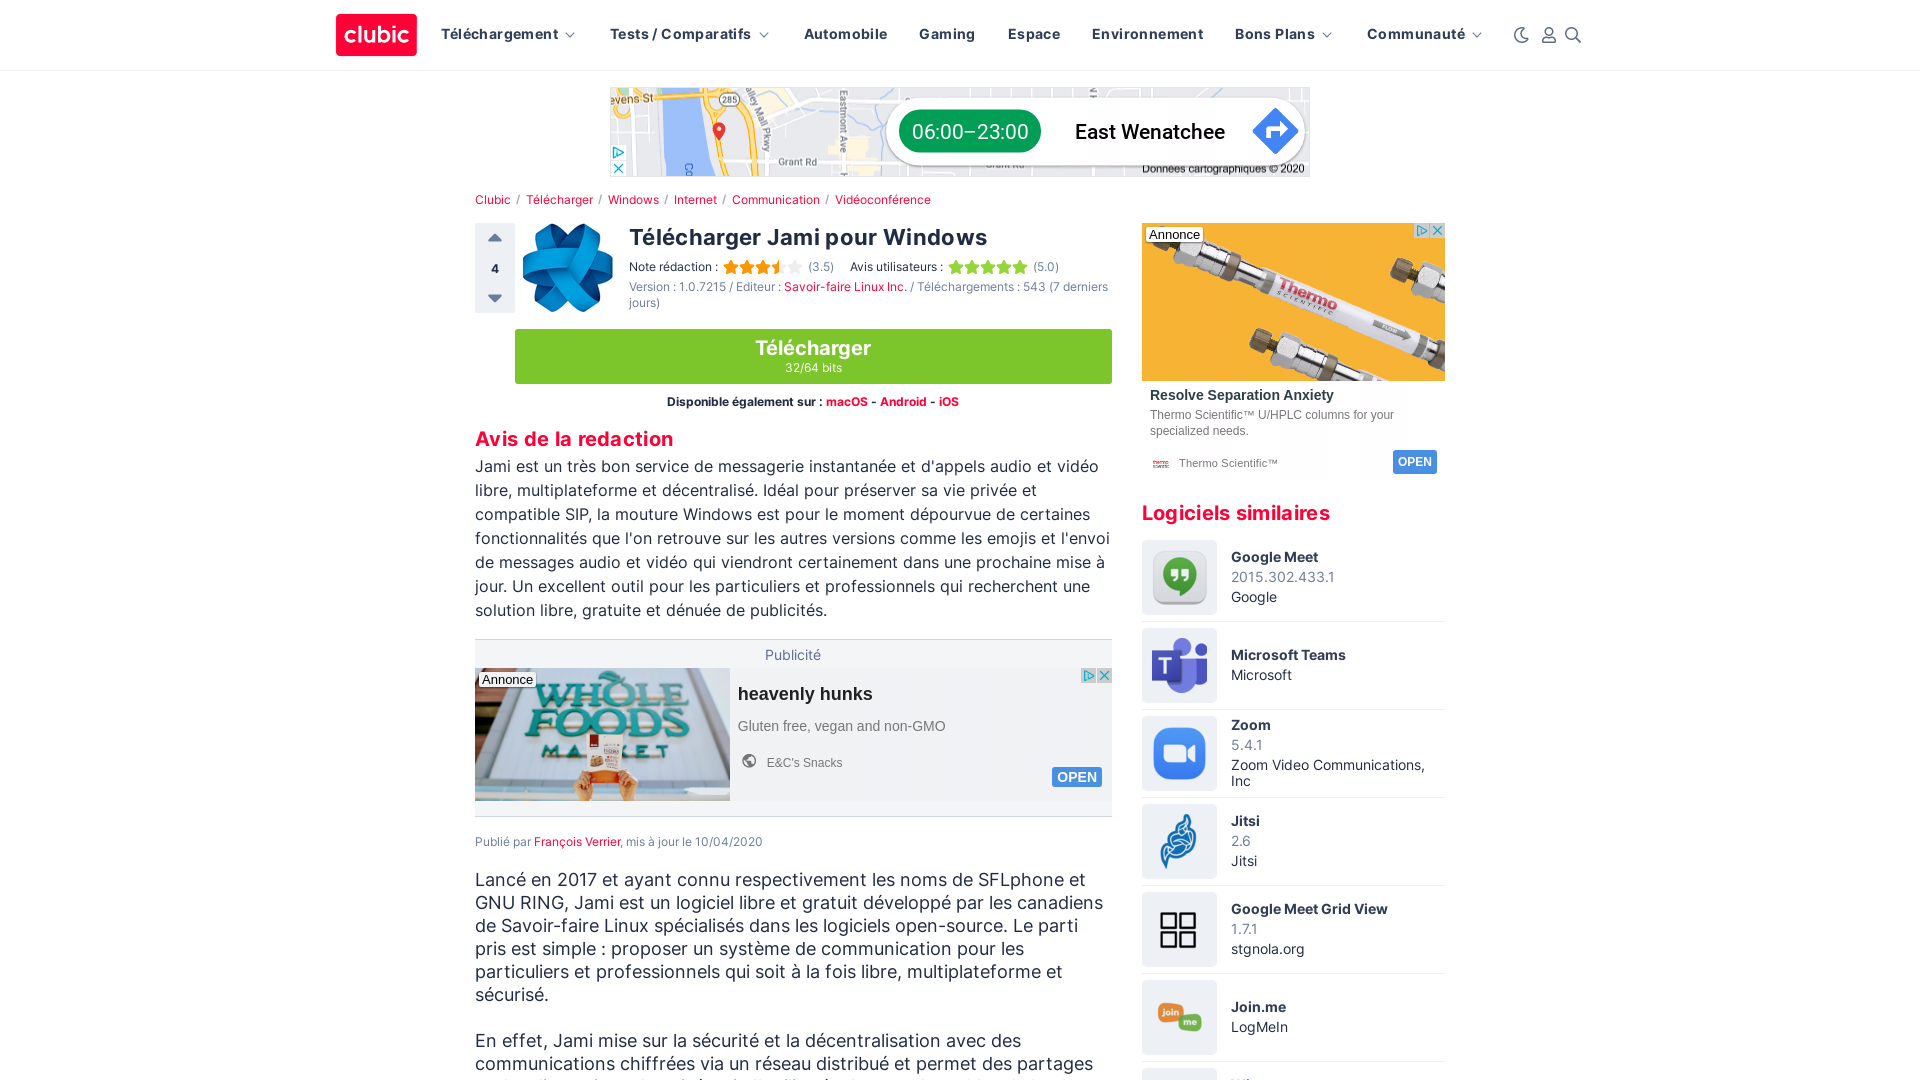 clubic
Téléchargement
Tests / Comparatifs
Automobile
Gaming
Espace
Environnement
Bons Plans
Communauté
285
Grant Rd
Grant Rd
Eastmont Ave
06:00–23:00
East Wenatchee
Données cartographiques © 2020
Clubic / Télécharger / Windows / Internet / Communication / Vidéoconférence
4
Télécharger Jami pour Windows
Note rédaction : (3.5) Avis utilisateurs : (5.0)
Version : 1.0.7215 / Editeur : Savoir-faire Linux Inc. / Téléchargements : 543 (7 derniers
jours)
Télécharger
32/64 bits
Disponible également sur : macOS - Android - iOS
Avis de la redaction
Jami est un très bon service de messagerie instantanée et d'appels audio et vidéo
libre, multiplateforme et décentralisé. Idéal pour préserver sa vie privée et
compatible SIP, la mouture Windows est pour le moment dépourvue de certaines
fonctionnalités que l'on retrouve sur les autres versions comme les emojis et l'envoi
de messages audio et vidéo qui viendront certainement dans une prochaine mise à
jour. Un excellent outil pour les particuliers et professionnels qui recherchent une
solution libre, gratuite et dénuée de publicités.
Publicité
Annonce
WHOLE
FOODS
MARKET
heavenly hunks
Gluten free, vegan and non-GMO
E&C's Snacks
OPEN
Publié par François Verrier, mis à jour le 10/04/2020
Lancé en 2017 et ayant connu respectivement les noms de SFLphone et
GNU RING, Jami est un logiciel libre et gratuit développé par les canadiens
de Savoir-faire Linux spécialisés dans les logiciels open-source. Le parti
pris est simple : proposer un système de communication pour les
particuliers et professionnels qui soit à la fois libre, multiplateforme et
sécurisé.
En effet, Jami mise sur la sécurité et la décentralisation avec des
communications chiffrées via un réseau distribué et permet des partages
Annonce
Thermo
SCIENTIFIC
FLOW
Resolve Separation Anxiety
Thermo Scientific™ U/HPLC columns for your
specialized needs.
Thermo Scientific™
OPEN
Logiciels similaires
Google Meet
2015.302.433.1
Google
T
Microsoft Teams
Microsoft
Zoom
5.4.1
Zoom Video Communications,
Inc
Jitsi
2.6
Jitsi
Google Meet Grid View
1.7.1
stgnola.org
join
me
Join.me
LogMeIn